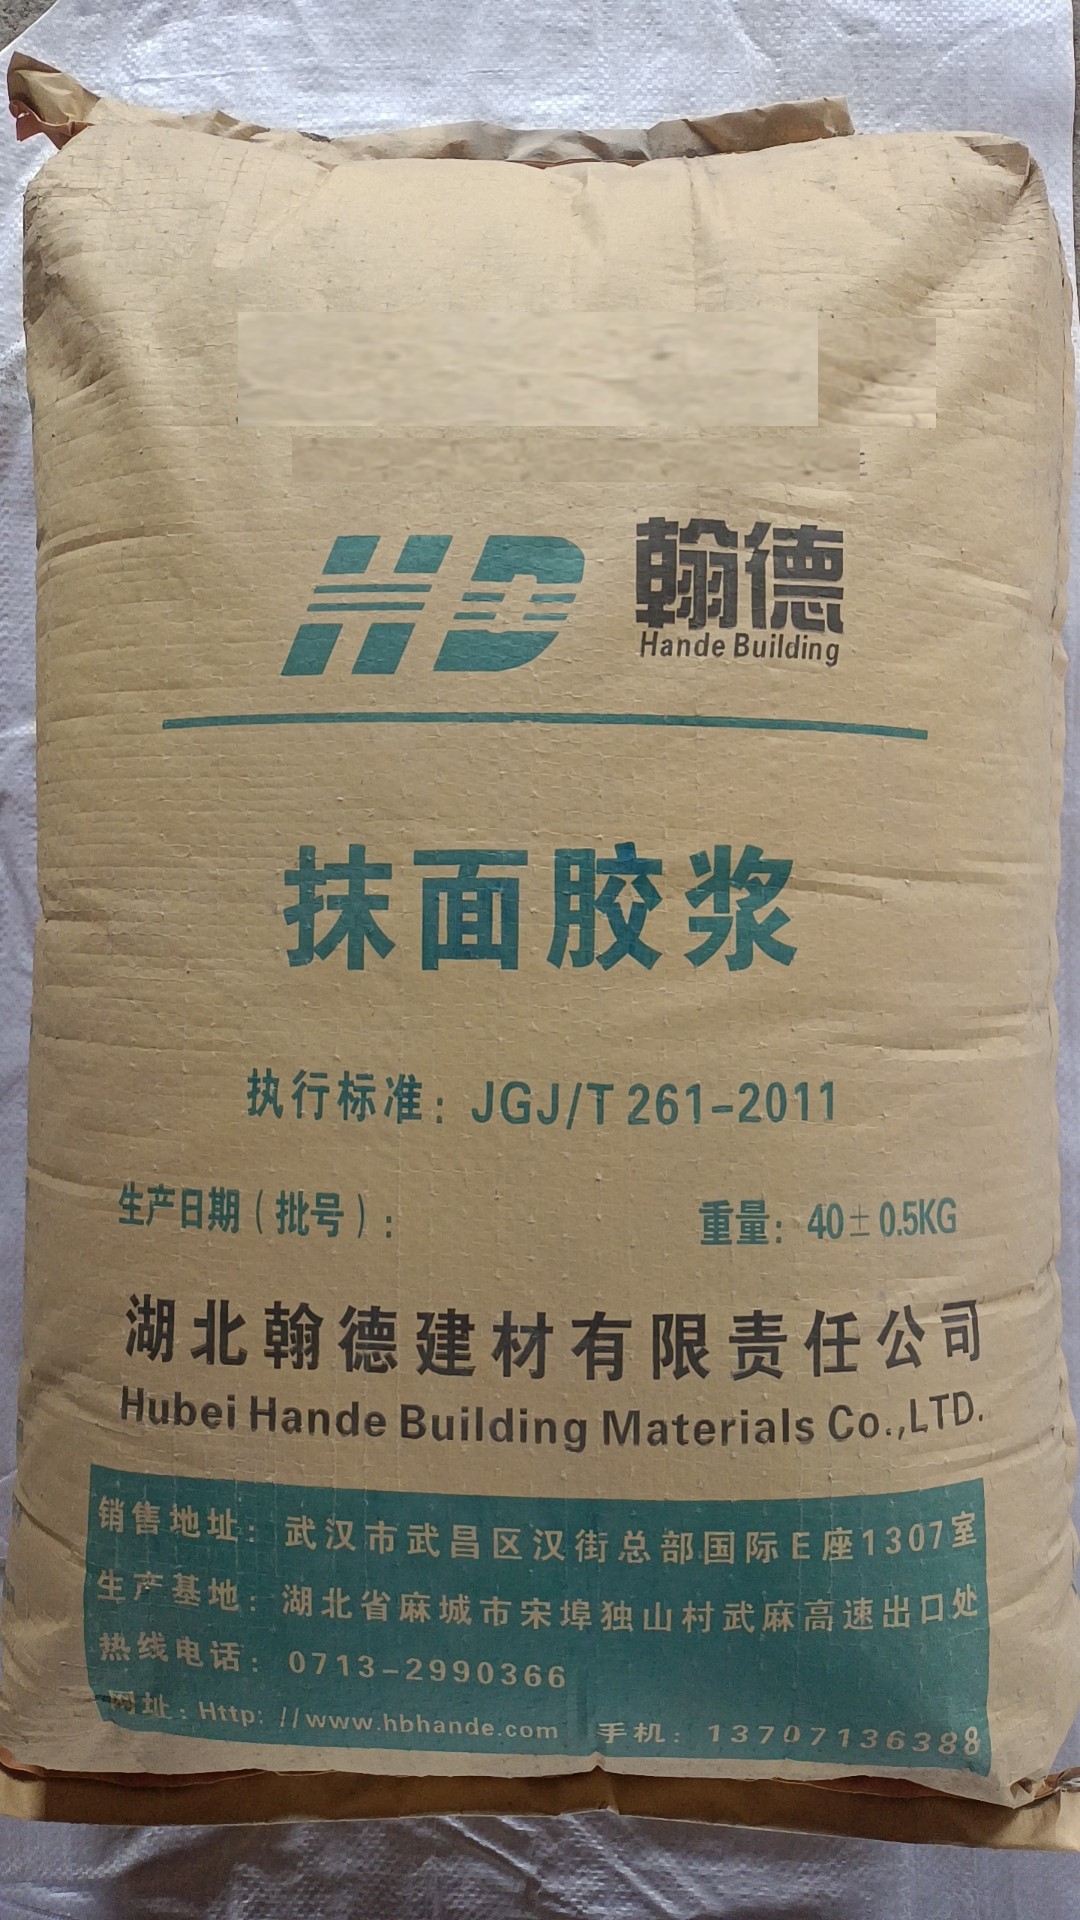 HD 翰德
Hande Building
抹面胶浆
执行标准：JGJ/T 261-2011
生产日期（批号）： 重量：40±0.5KG
湖北翰德建材有限责任公司
Hubei Hande Building Materials Co.,LTD.
销售地址：武汉市武昌区汉街总部国际E座1307室
生产基地：湖北省麻城市宋埠独山村武麻高速出口处
热线电话：0713-2990366
网址：Http://www.hbhande.com 手机：13707136388